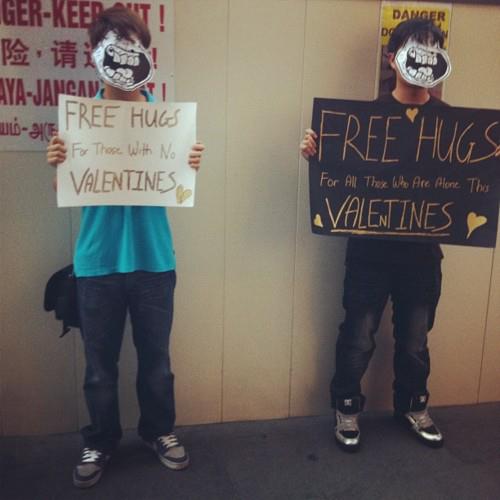 GER-KEEP OUT !
险，请
AYA-JANGAN
DANGER
FREE HUGS
For Those With No
VALENTINES
FREE HUGS
For All Those Who Are Alone This
VALENTINES